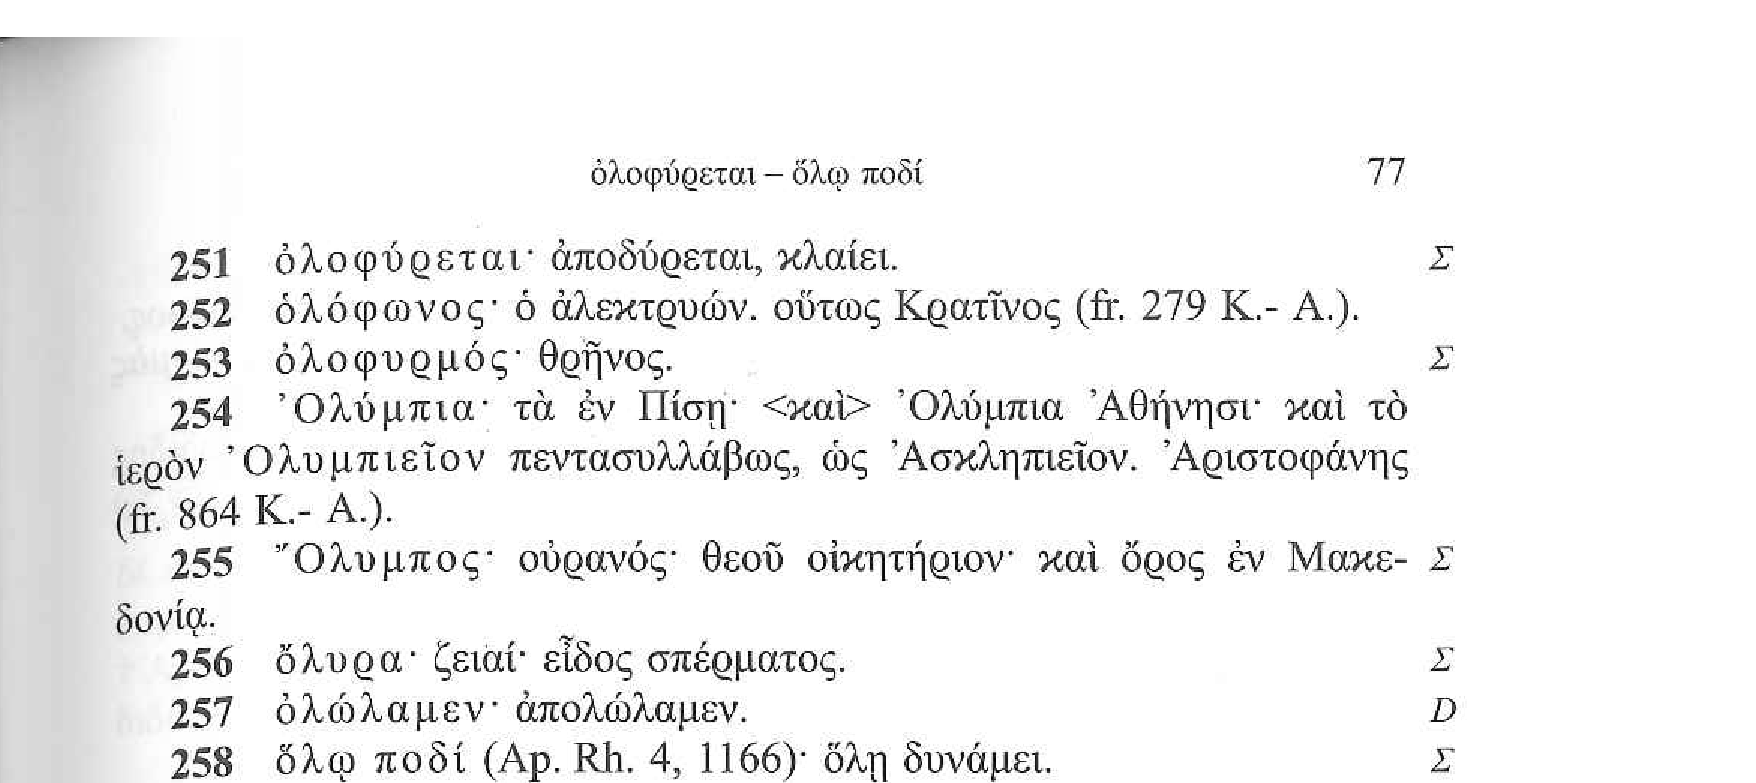 ὀλοφύρεται – ὅλῳ ποδί 77
251 ὀλοφύρεται· ἀποδύρεται, κλαίει. Σ
252 ὁλόφωνος· ὁ ἀλεκτρυών. οὕτως Κρατῖνος (fr. 279 K.- A.).
253 ὀλοφυρμός· θρῆνος. Σ
254 Ὀλύμπια· τὰ ἐν Πίσῃ· <καὶ> Ὀλύμπια Ἀθήνησι· καὶ τὸ
ἱερὸν Ὀλυμπιεῖον πεντασυλλάβως, ὡς Ἀσκληπιεῖον. Ἀριστοφάνης
(fr. 864 K.- A.).
255 Ὄλυμπος· οὐρανός· θεοῦ οἰκητήριον· καὶ ὄρος ἐν Μακε- Σ
δονίᾳ.
256 ὄλυρα· ζειαί· εἶδος σπέρματος. Σ
257 ὀλώλαμεν· ἀπολώλαμεν. D
258 ὅλῳ ποδί (Ap. Rh. 4, 1166)· ὅλῃ δυνάμει. Σ